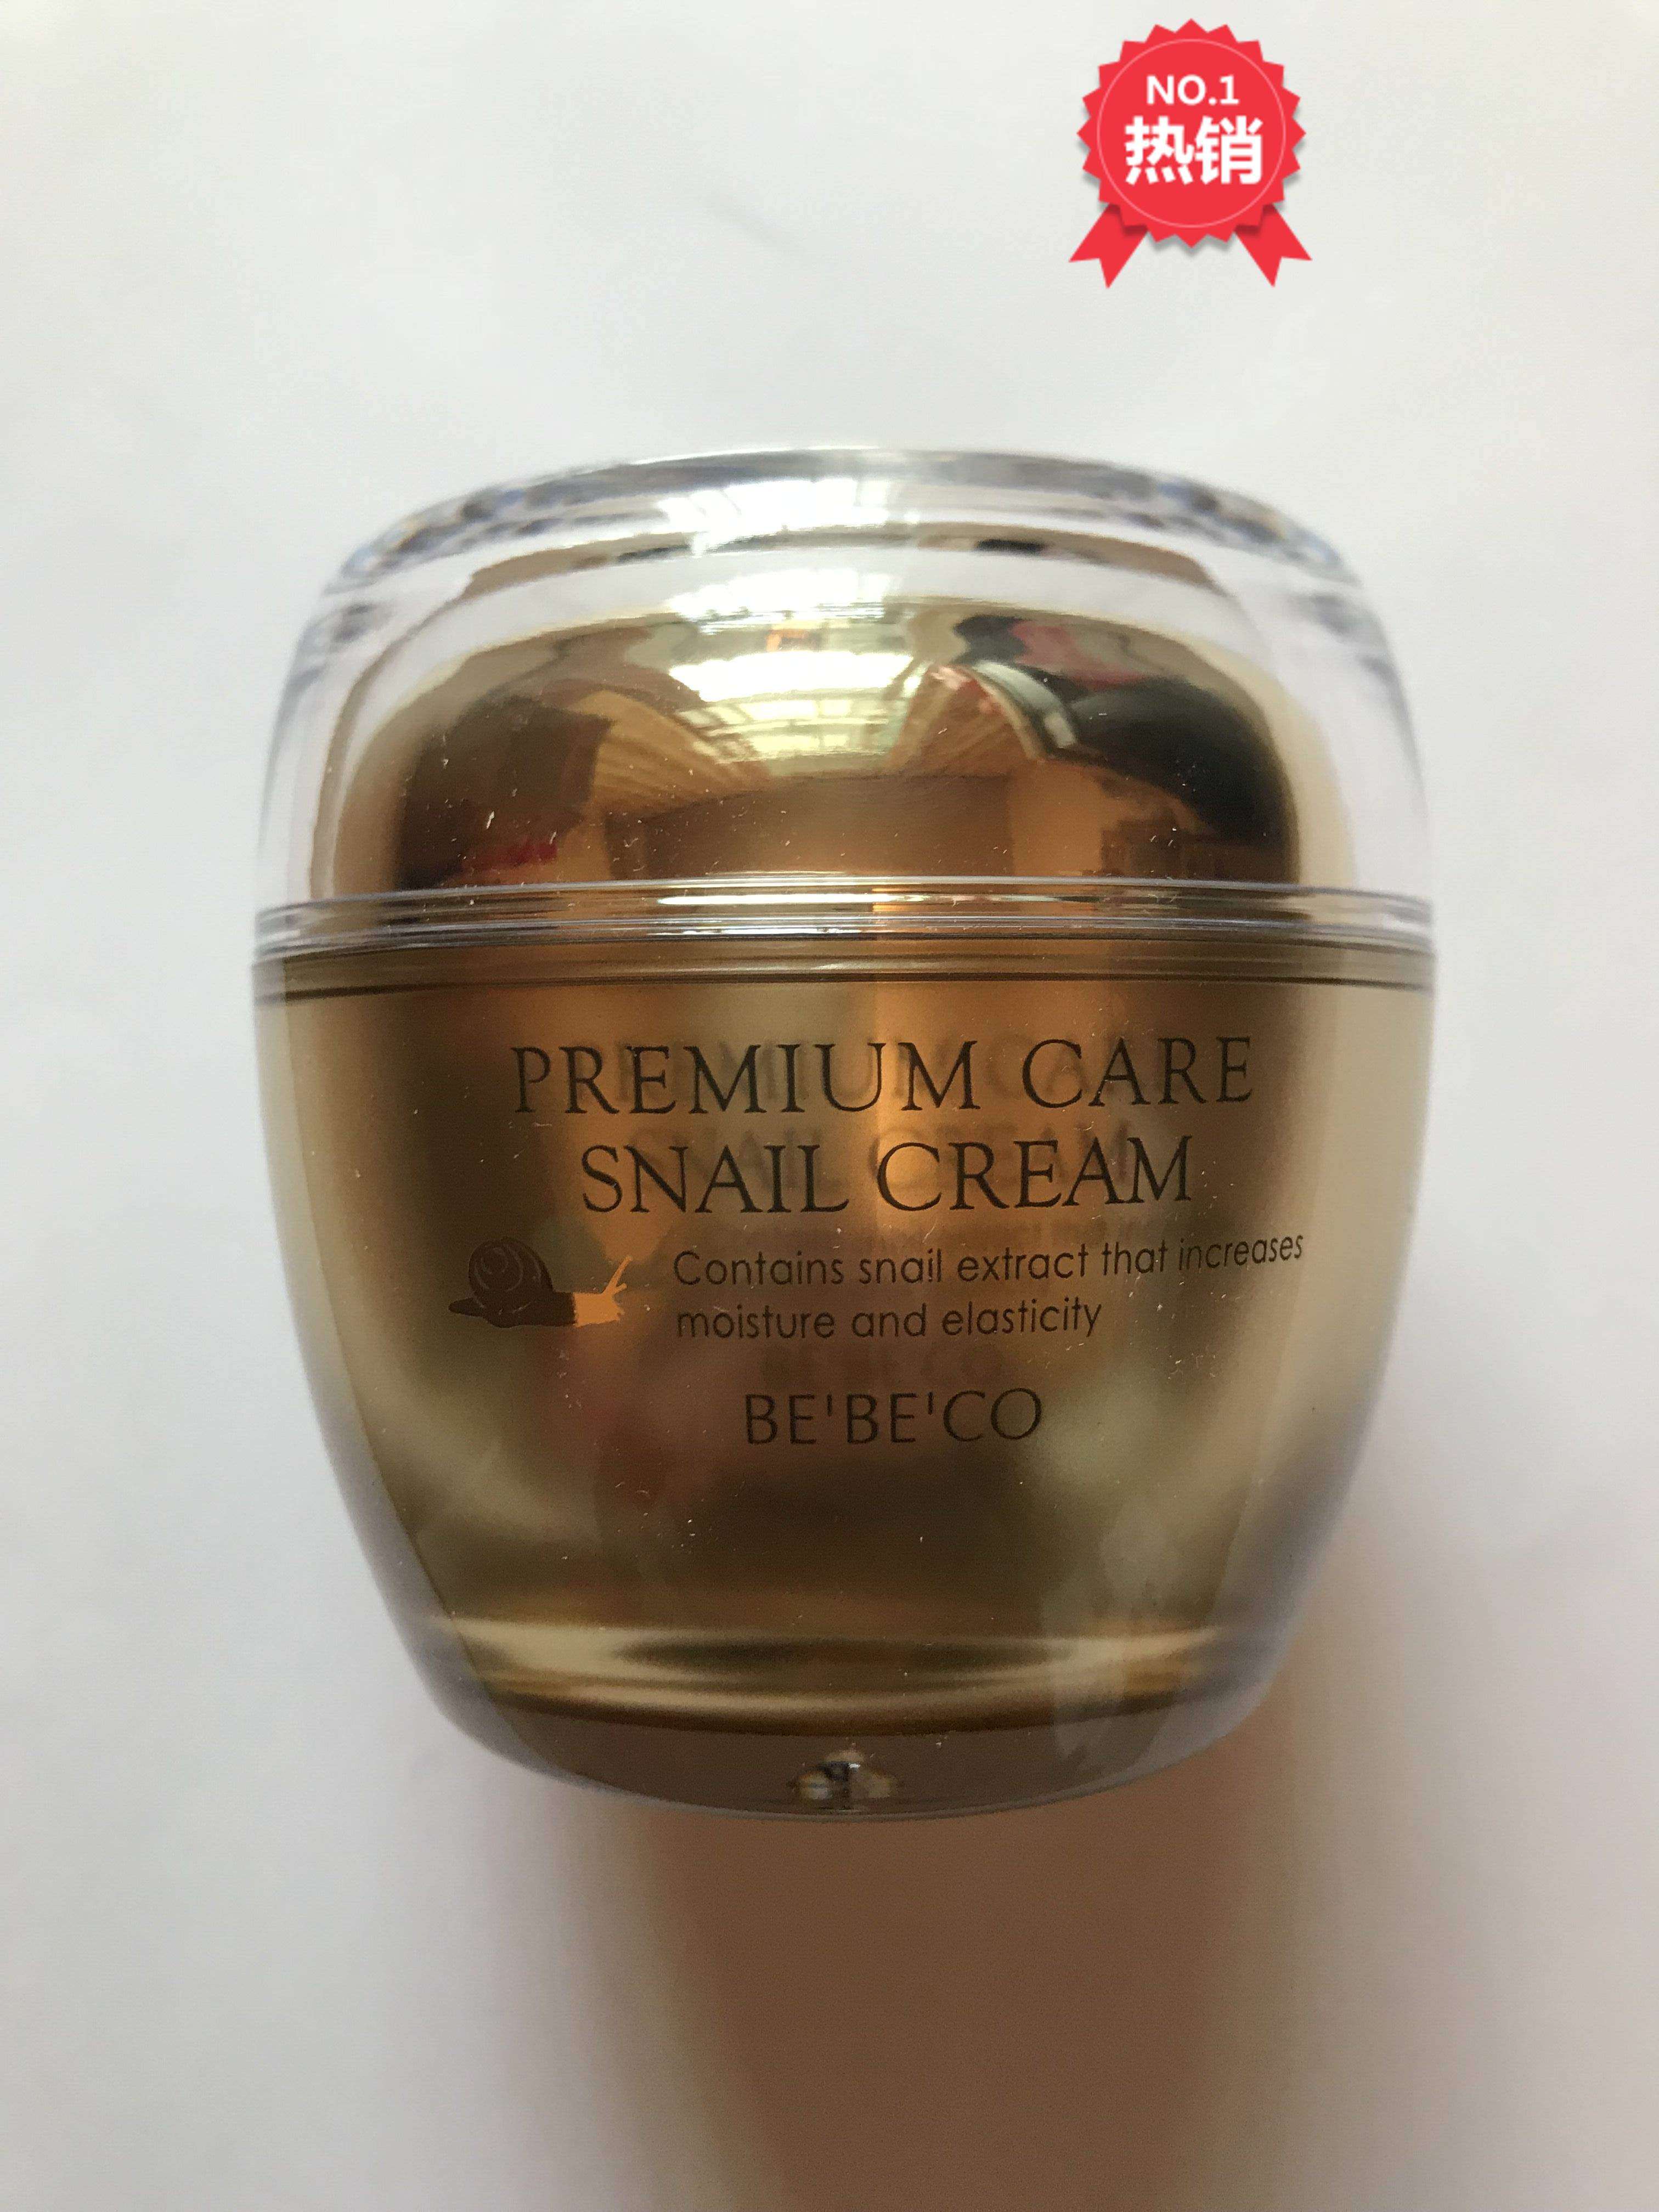 NO.1
热销
PREMIUM CARE
SNAIL CREAM
Contains snail extract that increases
moisture and elasticity
BE'BE'CO